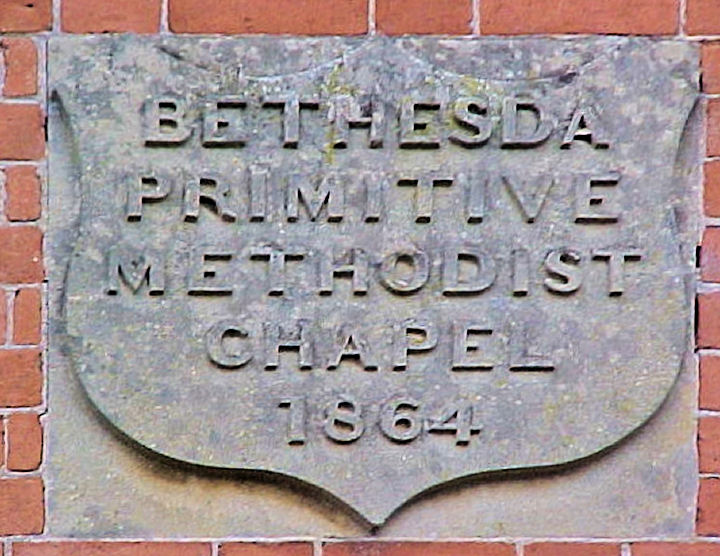 BETHESDA
PRIMITIVE
METHODIST
CHAPEL
1864